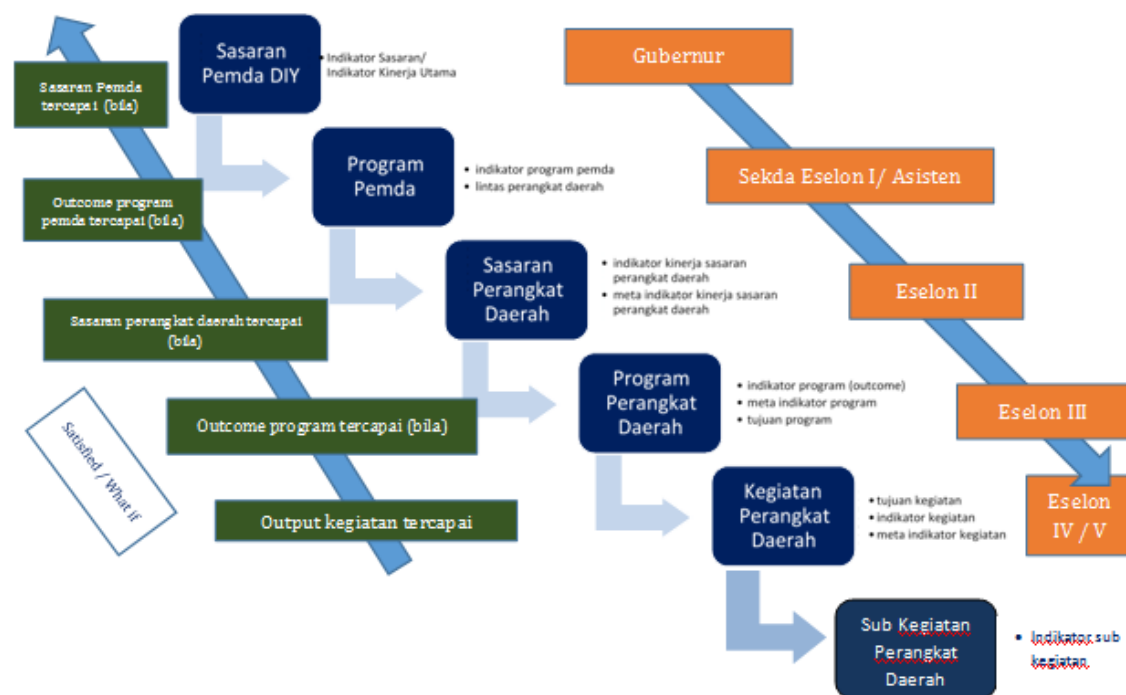 Sasaran
Pemda DIY
• Indikator Sasaran/
Indikator Kinerja Utama
Gubernur
Sasaran Pemda
tercapai (bila)
Program
Pemda
• indikator program pemda
• lintas perangkat daerah
Sekda Eselon I/ Asisten
Outcome program
pemda tercapai (bila)
Sasaran
Perangkat
Daerah
• indikator kinerja sasaran
perangkat daerah
• meta indikator kinerja sasaran
perangkat daerah
Eselon II
Sasaran perangkat daerah tercapai
(bila)
Program
Perangkat
Daerah
• indikator program (outcome)
• meta indikator program
• tujuan program
Eselon III
Outcome program tercapai (bila)
Satisfied / What if
Kegiatan
Perangkat
Daerah
• tujuan kegiatan
• indikator kegiatan
• meta indikator kegiatan
Eselon
IV / V
Output kegiatan tercapai
Sub Kegiatan
Perangkat
Daerah
• Indikator sub
kegiatan